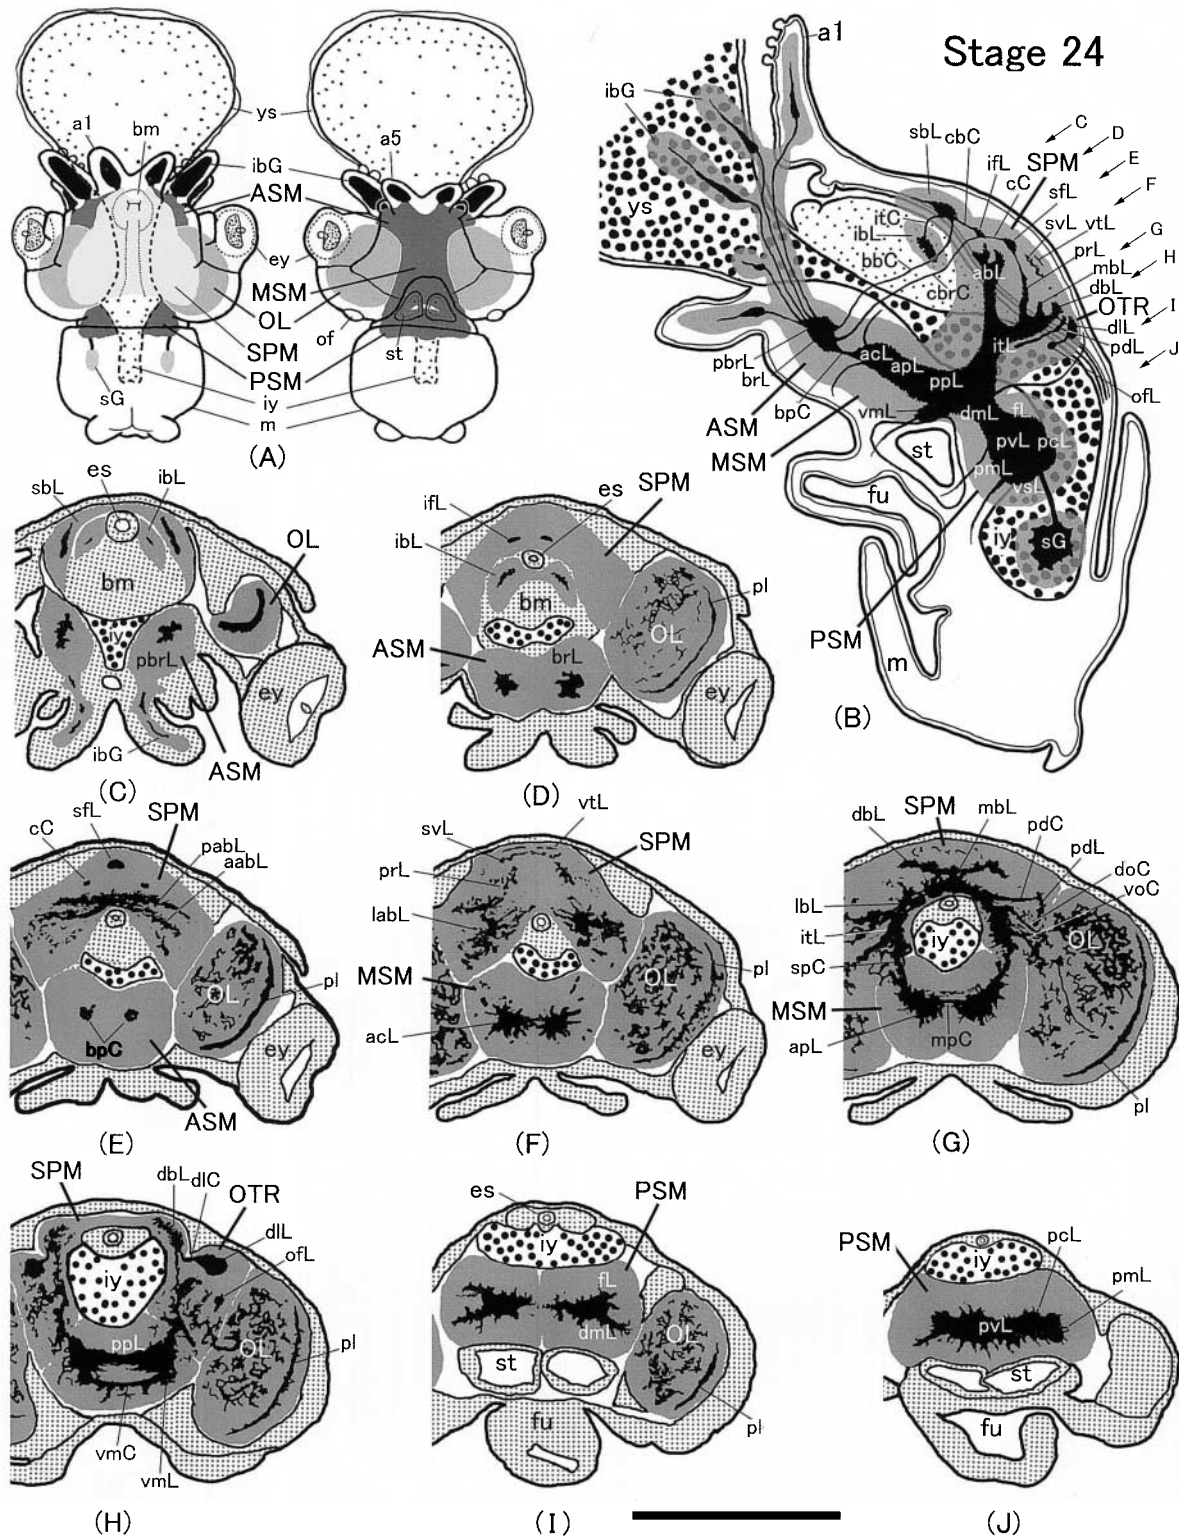 Stage 24
a1
bm
ys
a5
ibG
ASM
ey
MSM
OL
of
st
SPM
PSM
sG
iy
m
(A)
a1
ibG
sbL
cbC
C
D
SPM
ifL
cC
E
sfL
F
svL
vtL
G
prL
mbL
H
dbL
OTR
I
dlL
pdL
J
ofL
ys
itC
ibL
bbC
cbrC
abL
itL
pbrL
brL
acL
apL
ppL
bpC
vmL
dmL
fL
ASM
MSM
st
pvL
pcL
pmL
vsL
fu
iy
sG
PSM
m
(B)
es
sbL
ibL
OL
bm
iy
pbrL
ey
ibG
ASM
(C)
es
SPM
ifL
ibL
pl
bm
OL
ASM
brL
ey
(D)
sfL
SPM
cC
pabL
aabL
OL
pl
bpC
ey
ASM
(E)
vtL
svL
SPM
prL
labL
MSM
OL
pl
acL
ey
(F)
SPM
dbL
mbL
pdC
pdL
doC
voC
lbL
itL
iy
OL
spC
MSM
apL
mpC
pl
(G)
SPM
dbL
dlC
OTR
dlL
ofL
iy
ppL
OL
pl
vmC
vmL
(H)
es
PSM
iy
fL
dmL
OL
st
pl
fu
(I)
PSM
iy
pcL
pmL
pvL
st
fu
(J)